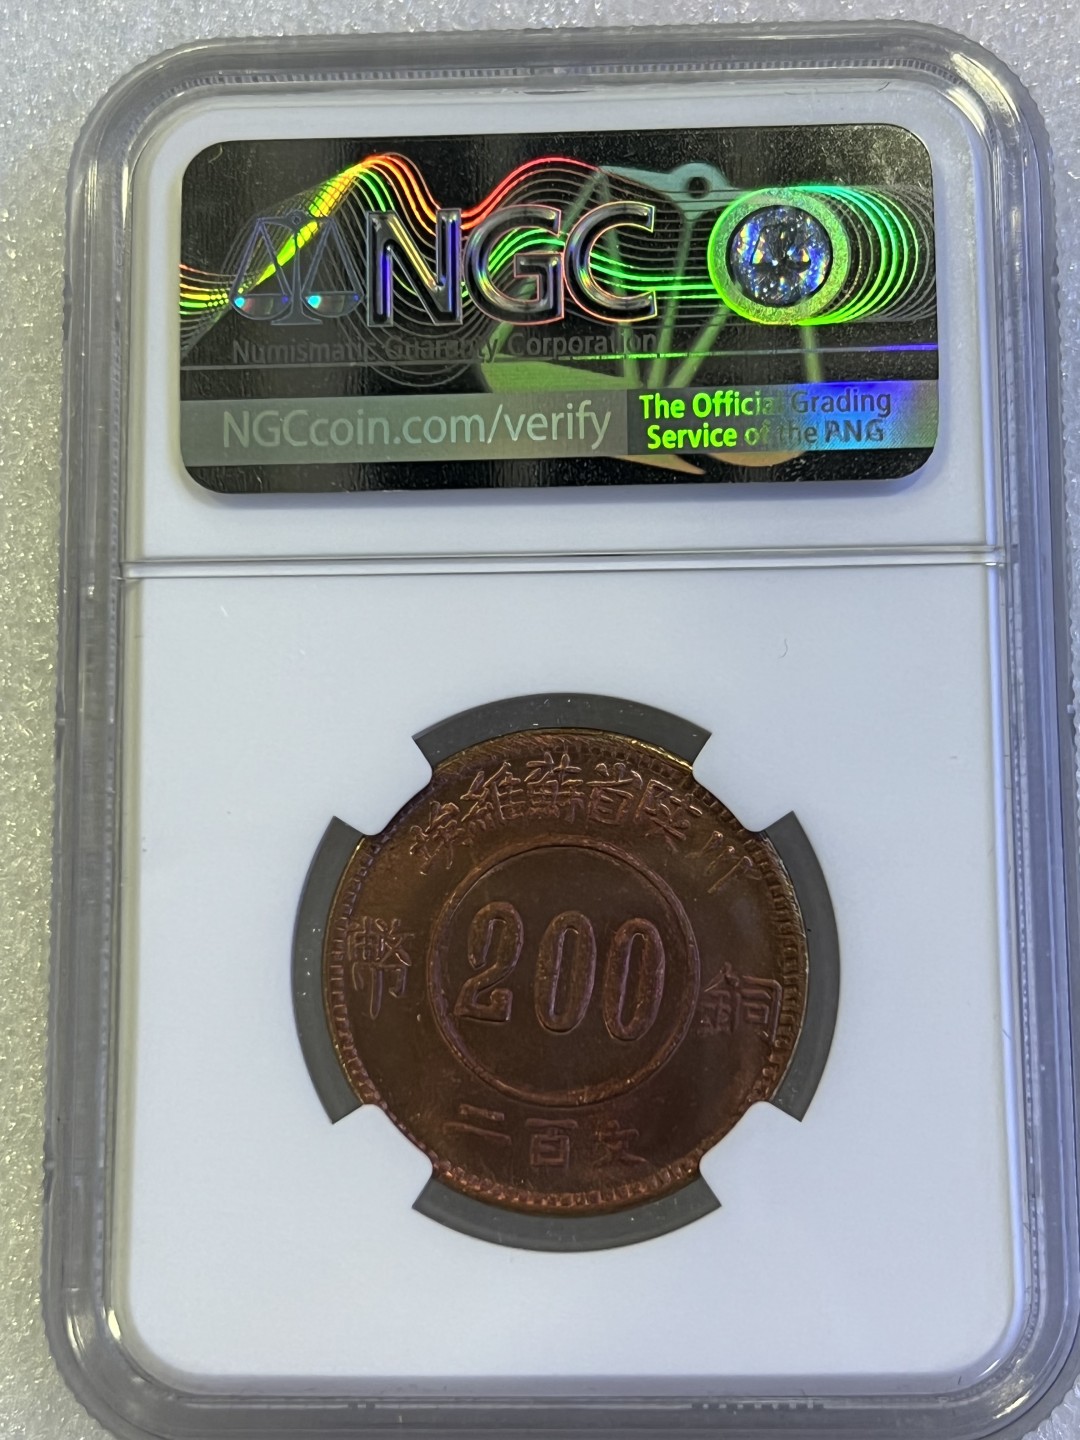 NGC
Numismatic Guaranty Corporation
NGCcoin.com/verify
The Official Grading
Service of the PNG
川陝省蘇維埃
銅幣
200
二百文